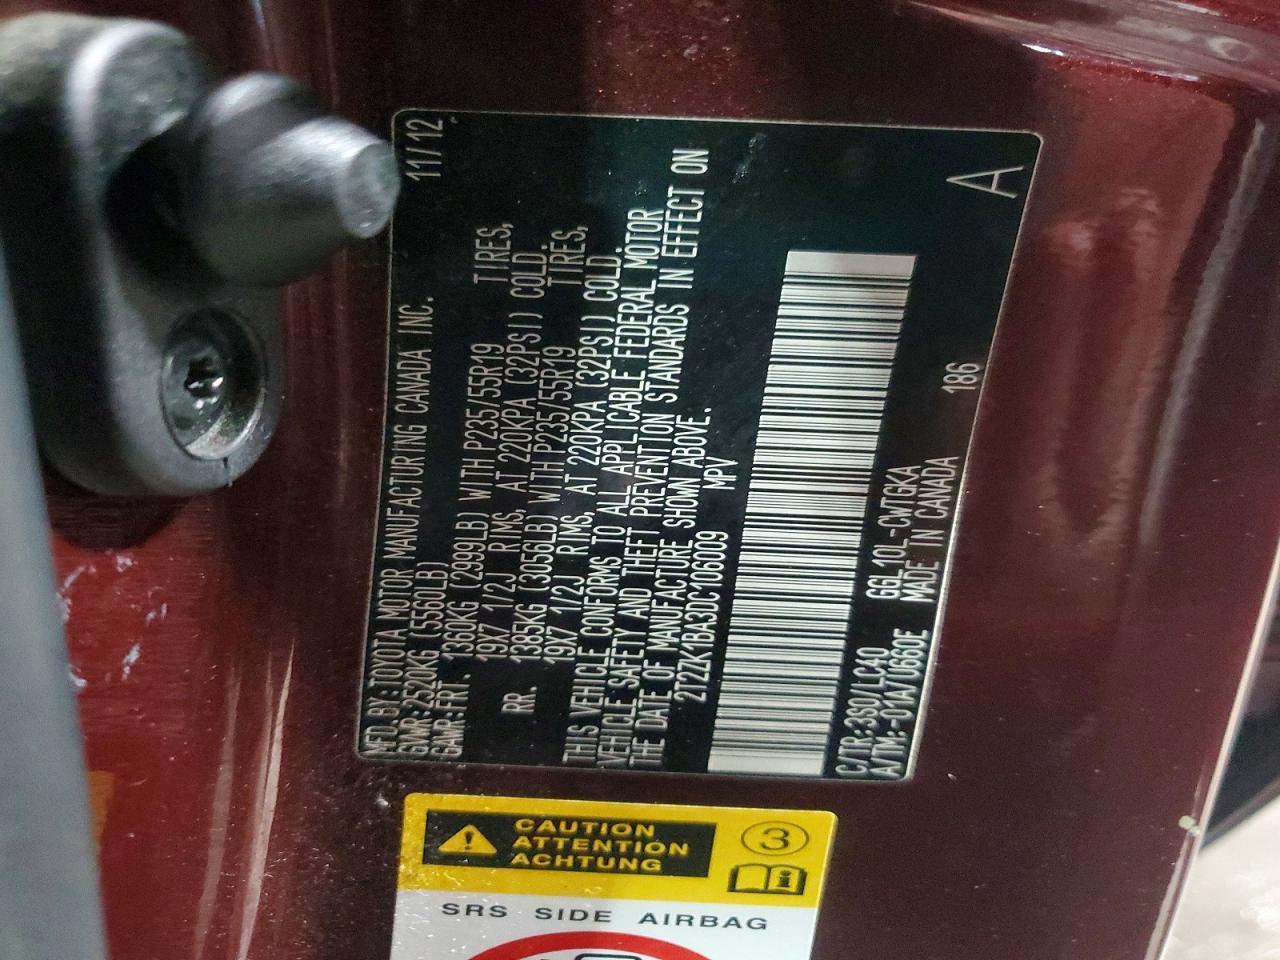 MFD.BY:TOYOTA MOTOR MANUFACTURING CANADA INC. 11/12
GVWR:2520KG (5560LB)
GAWR:FRT. 1360KG (2999LB) WITH P235/55R19 TIRES,
19X7 1/2J RIMS, AT 220KPA (32PSI) COLD.
RR. 1385KG (3056LB) WITH P235/55R19 TIRES,
19X7 1/2J RIMS, AT 220KPA (32PSI) COLD.
THIS VEHICLE CONFORMS TO ALL APPLICABLE FEDERAL MOTOR
VEHICLE SAFETY AND THEFT PREVENTION STANDARDS IN EFFECT ON
THE DATE OF MANUFACTURE SHOWN ABOVE.
2T2ZK1BA3DC106009 MPV
C/TR:3S0/LC40 GGL10L-CWTGKA
A/TM:-01A/U660E MADE IN CANADA 186
A
CAUTION
ATTENTION
ACHTUNG
3
i
SRS SIDE AIRBAG